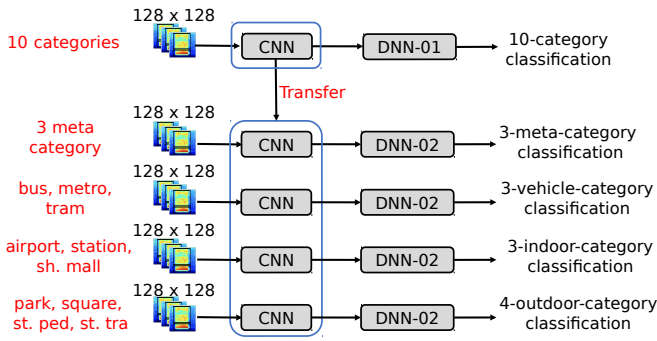 128 x 128
10 categories
CNN
DNN-01
10-category
classification
Transfer
128 x 128
3 meta
category
CNN
DNN-02
3-meta-category
classification
128 x 128
bus, metro,
tram
CNN
DNN-02
3-vehicle-category
classification
128 x 128
airport, station,
sh. mall
CNN
DNN-02
3-indoor-category
classification
128 x 128
park, square,
st. ped, st. tra
CNN
DNN-02
4-outdoor-category
classification